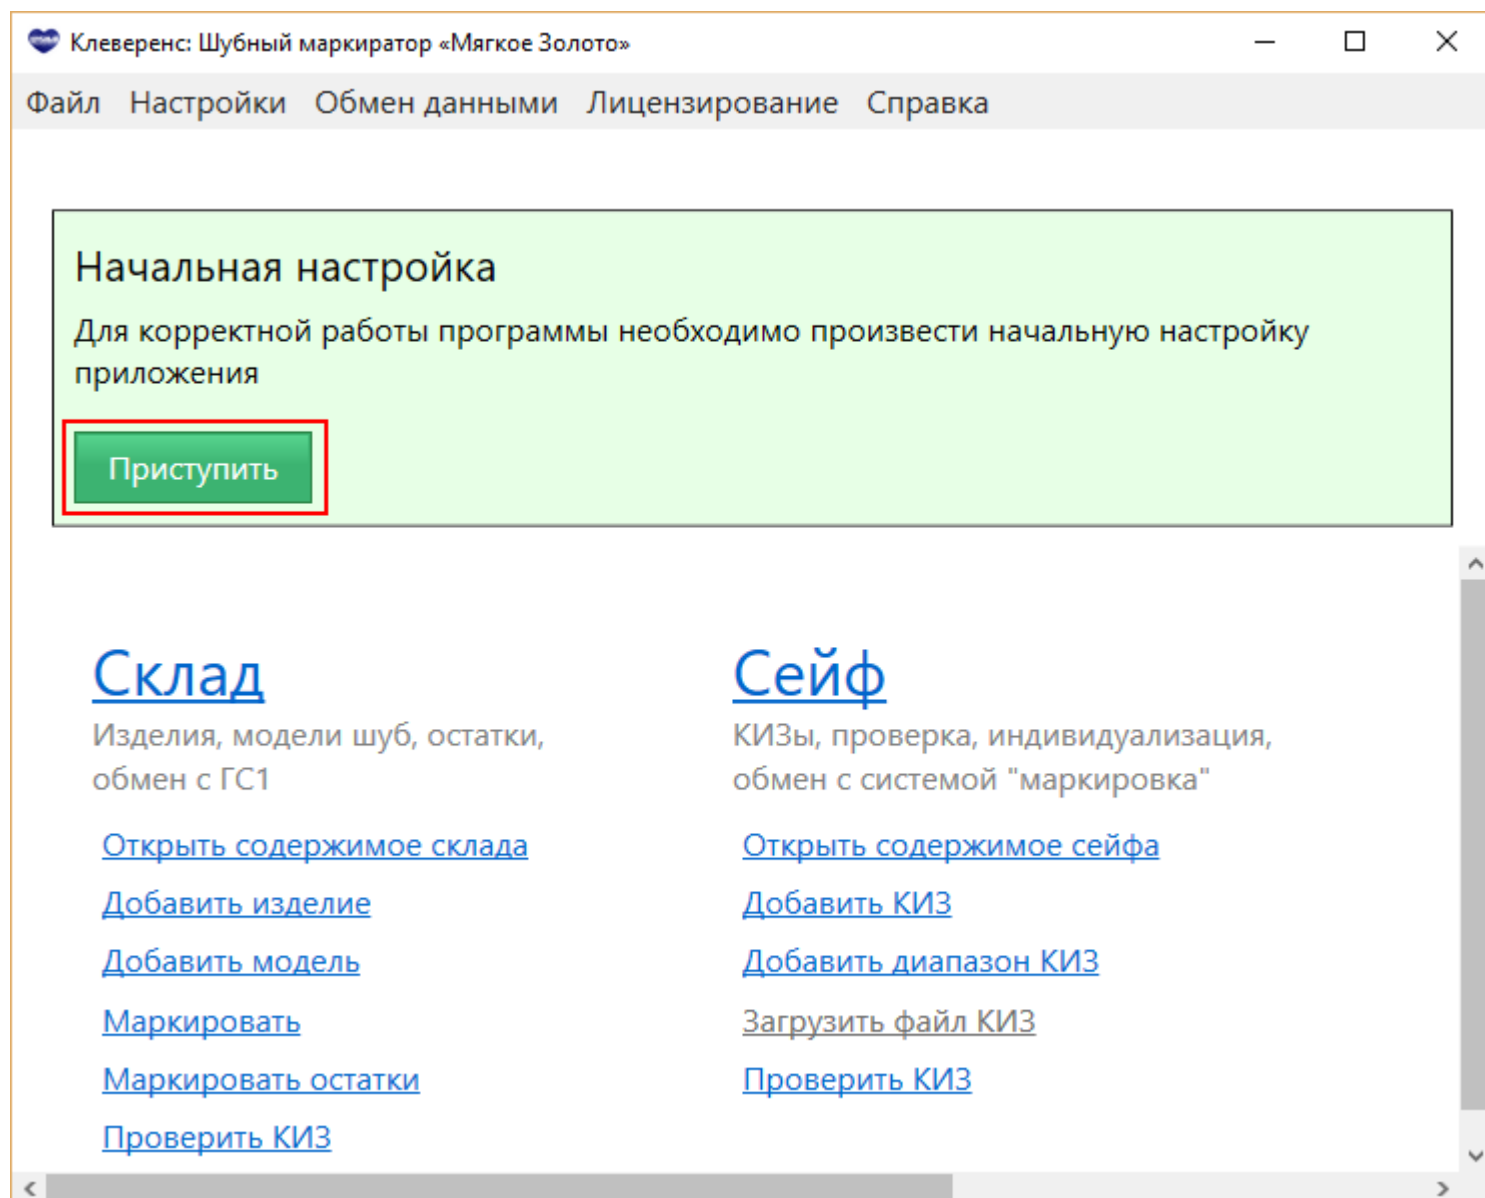 Клеверенс: Шубный маркиратор «Мягкое Золото»
Файл Настройки Обмен данными Лицензирование Справка
Начальная настройка
Для корректной работы программы необходимо произвести начальную настройку
приложения
Приступить
Склад
Изделия, модели шуб, остатки,
обмен с ГС1
Открыть содержимое склада
Добавить изделие
Добавить модель
Маркировать
Маркировать остатки
Проверить КИЗ
Сейф
КИЗы, проверка, индивидуализация,
обмен с системой "маркировка"
Открыть содержимое сейфа
Добавить КИЗ
Добавить диапазон КИЗ
Загрузить файл КИЗ
Проверить КИЗ